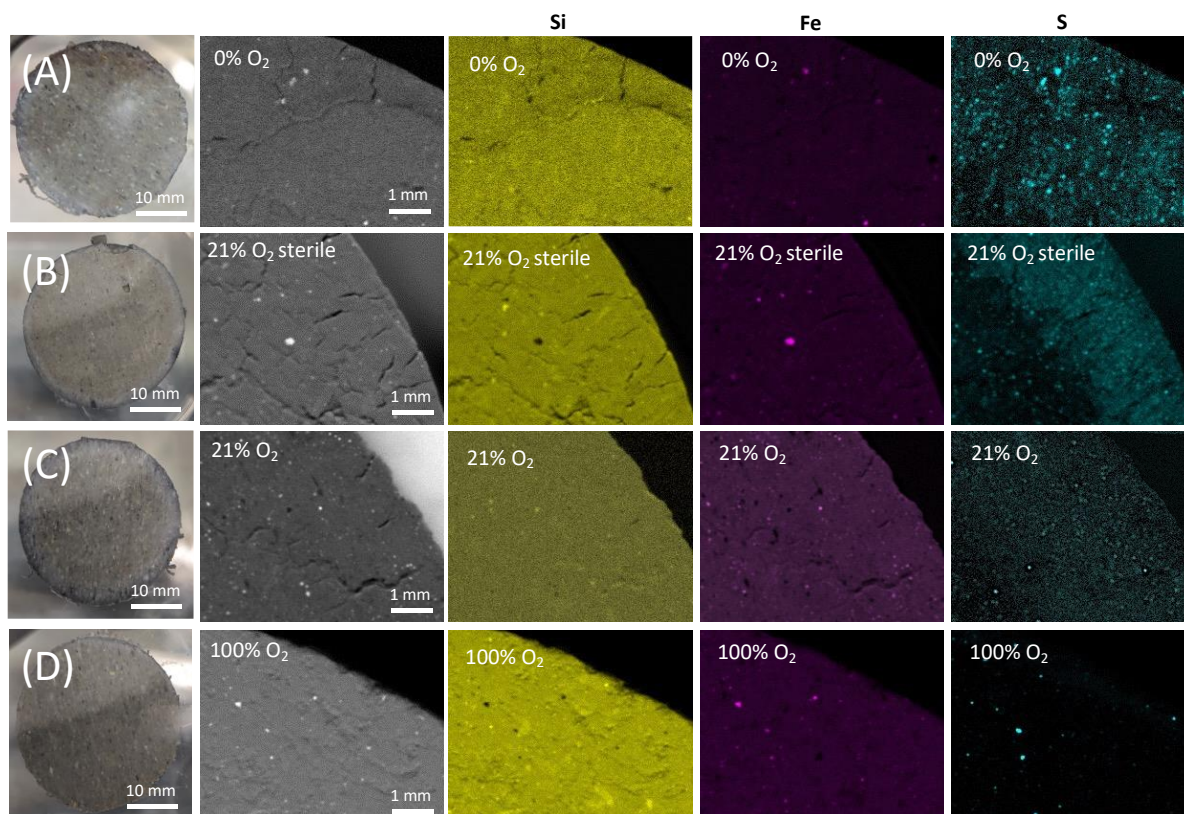 Si Fe S
(A) 0% O₂ 0% O₂ 0% O₂ 0% O₂
10 mm 1 mm
(B) 21% O₂ sterile 21% O₂ sterile 21% O₂ sterile 21% O₂ sterile
10 mm 1 mm
(C) 21% O₂ 21% O₂ 21% O₂ 21% O₂
10 mm 1 mm
(D) 100% O₂ 100% O₂ 100% O₂ 100% O₂
10 mm 1 mm